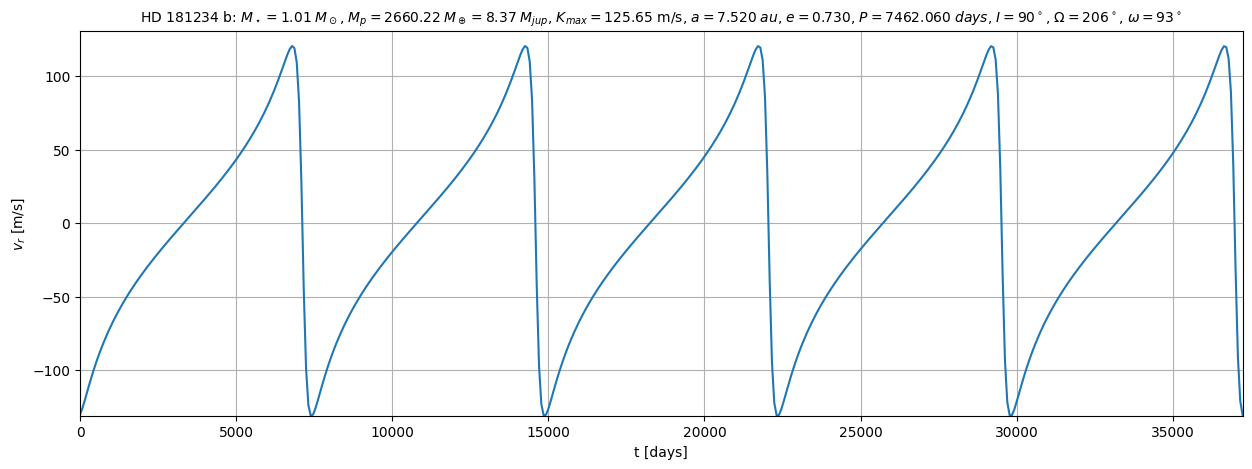 HD 181234 b: M⋆ = 1.01 M⊙, Mp = 2660.22 M⊕ = 8.37 Mjup, Kmax = 125.65 m/s, a = 7.520 au, e = 0.730, P = 7462.060 days, I = 90°, Ω = 206°, ω = 93°
100
50
0
−50
−100
vr [m/s]
0 5000 10000 15000 20000 25000 30000 35000
t [days]